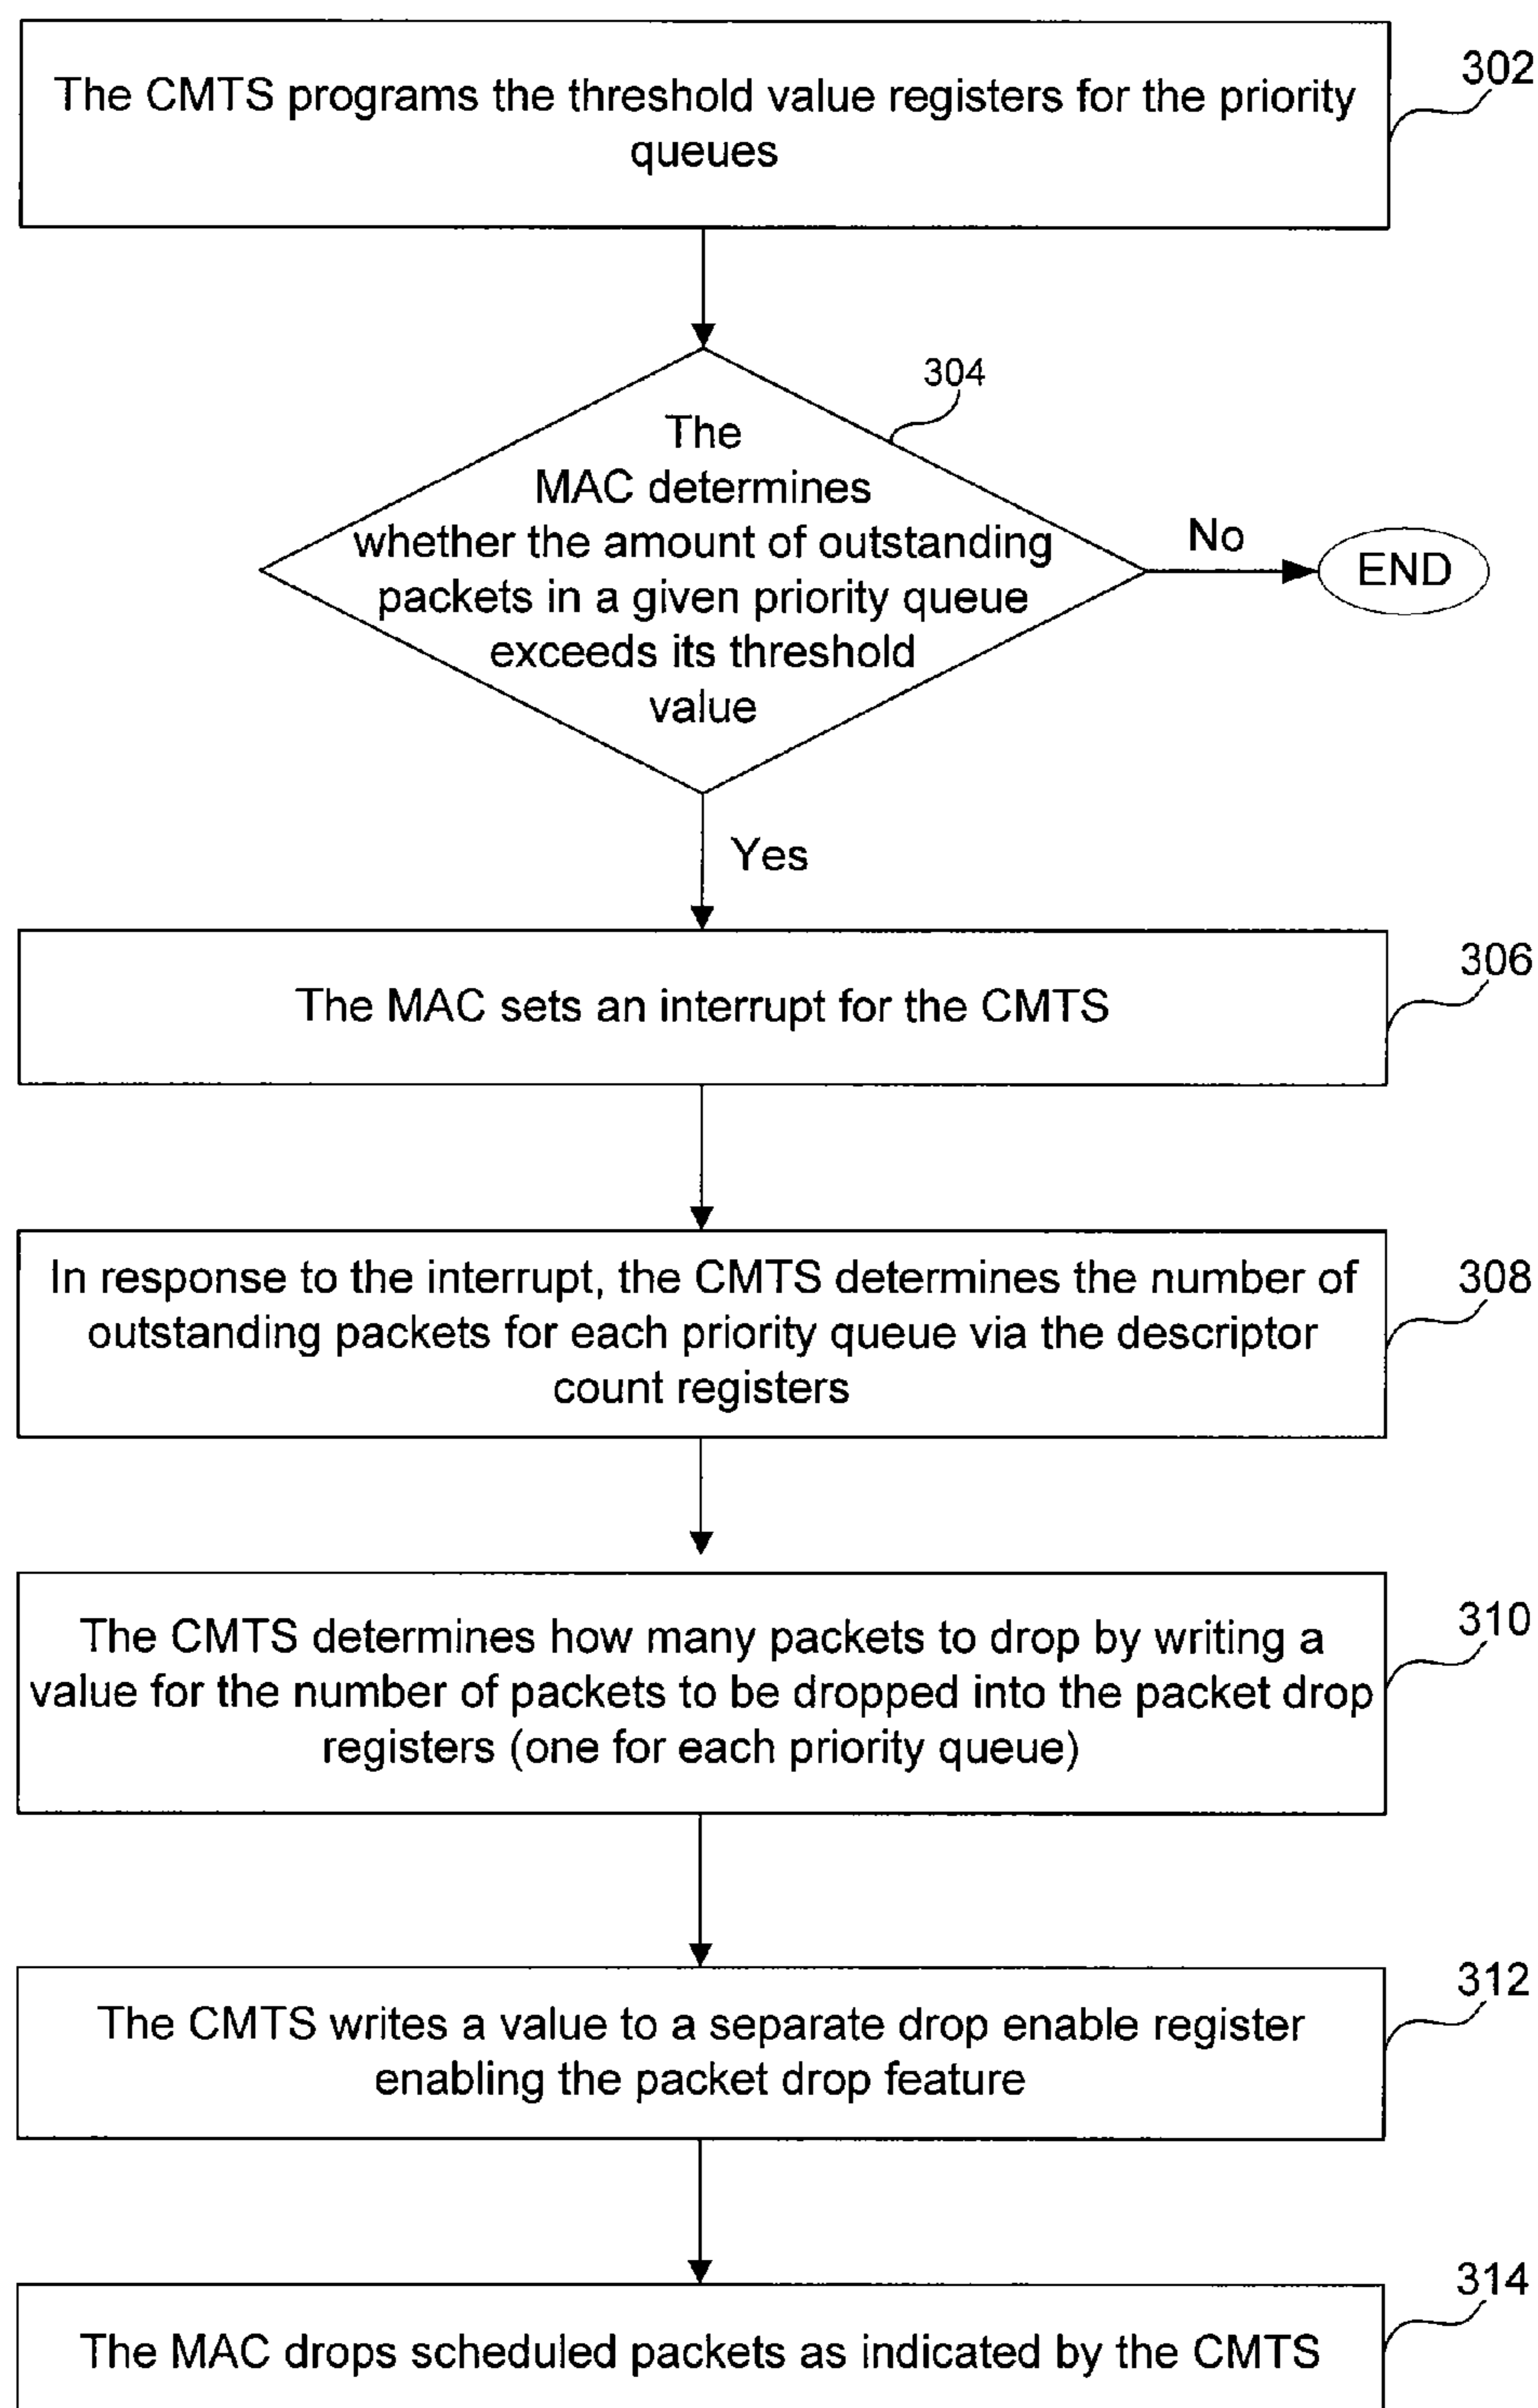 The CMTS programs the threshold value registers for the priority
queues
302
304
The
MAC determines
whether the amount of outstanding
packets in a given priority queue
exceeds its threshold
value
No
END
Yes
306
The MAC sets an interrupt for the CMTS
In response to the interrupt, the CMTS determines the number of
outstanding packets for each priority queue via the descriptor
count registers
308
The CMTS determines how many packets to drop by writing a
value for the number of packets to be dropped into the packet drop
registers (one for each priority queue)
310
The CMTS writes a value to a separate drop enable register
enabling the packet drop feature
312
314
The MAC drops scheduled packets as indicated by the CMTS